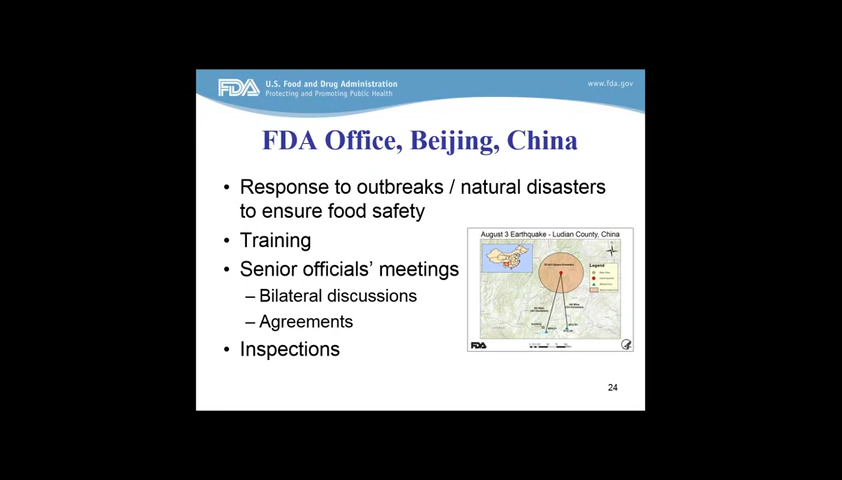 FDA U.S. Food and Drug Administration
Protecting and Promoting Public Health
www.fda.gov
FDA Office, Beijing, China
• Response to outbreaks / natural disasters
to ensure food safety
• Training
• Senior officials' meetings
– Bilateral discussions
– Agreements
• Inspections
August 3 Earthquake - Ludian County, China
Legend
FDA
24